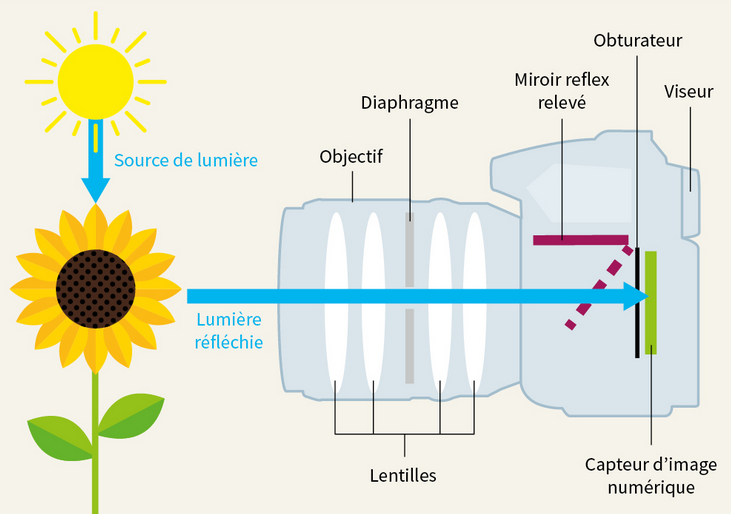 Obturateur
Miroir reflex
relevé
Viseur
Diaphragme
Objectif
Source de lumière
Lumière
réfléchie
Lentilles
Capteur d’image
numérique